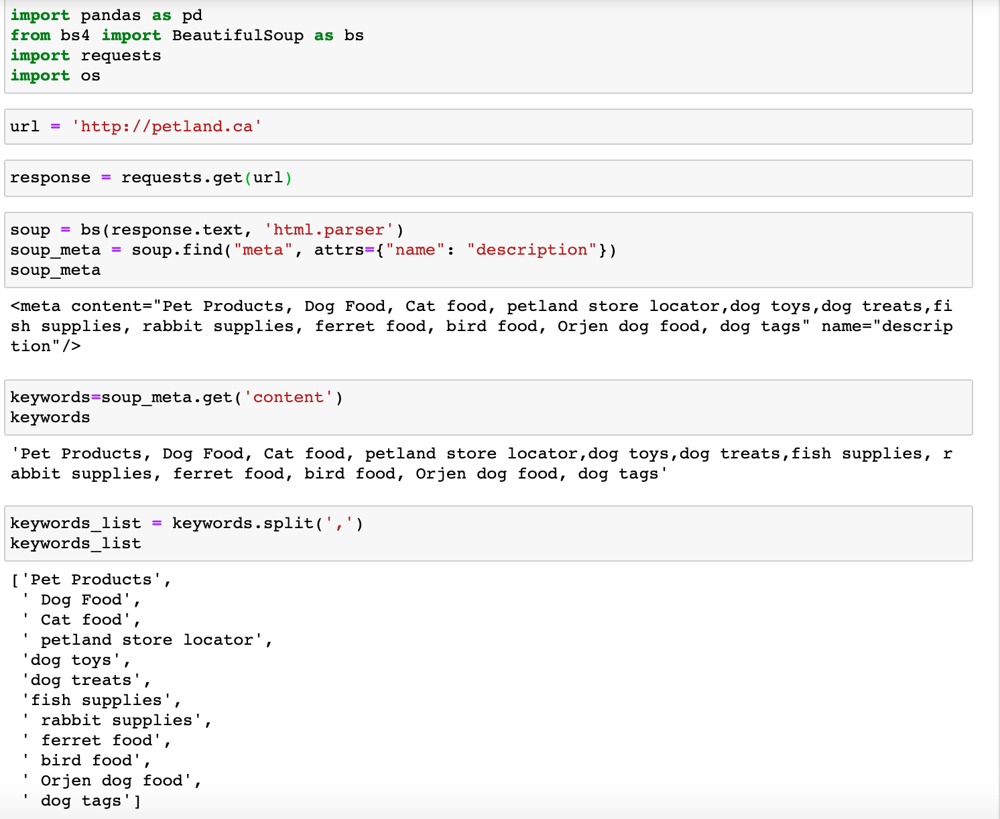 import pandas as pd
from bs4 import BeautifulSoup as bs
import requests
import os
url = 'http://petland.ca'
response = requests.get(url)
soup = bs(response.text, 'html.parser')
soup_meta = soup.find("meta", attrs={"name": "description"})
soup_meta
<meta content="Pet Products, Dog Food, Cat food, petland store locator,dog toys,dog treats,fi
sh supplies, rabbit supplies, ferret food, bird food, Orjen dog food, dog tags" name="descrip
tion"/>
keywords=soup_meta.get('content')
keywords
'Pet Products, Dog Food, Cat food, petland store locator,dog toys,dog treats,fish supplies, r
abbit supplies, ferret food, bird food, Orjen dog food, dog tags'
keywords_list = keywords.split(',')
keywords_list
['Pet Products',
' Dog Food',
' Cat food',
' petland store locator',
'dog toys',
'dog treats',
'fish supplies',
' rabbit supplies',
' ferret food',
' bird food',
' Orjen dog food',
' dog tags']